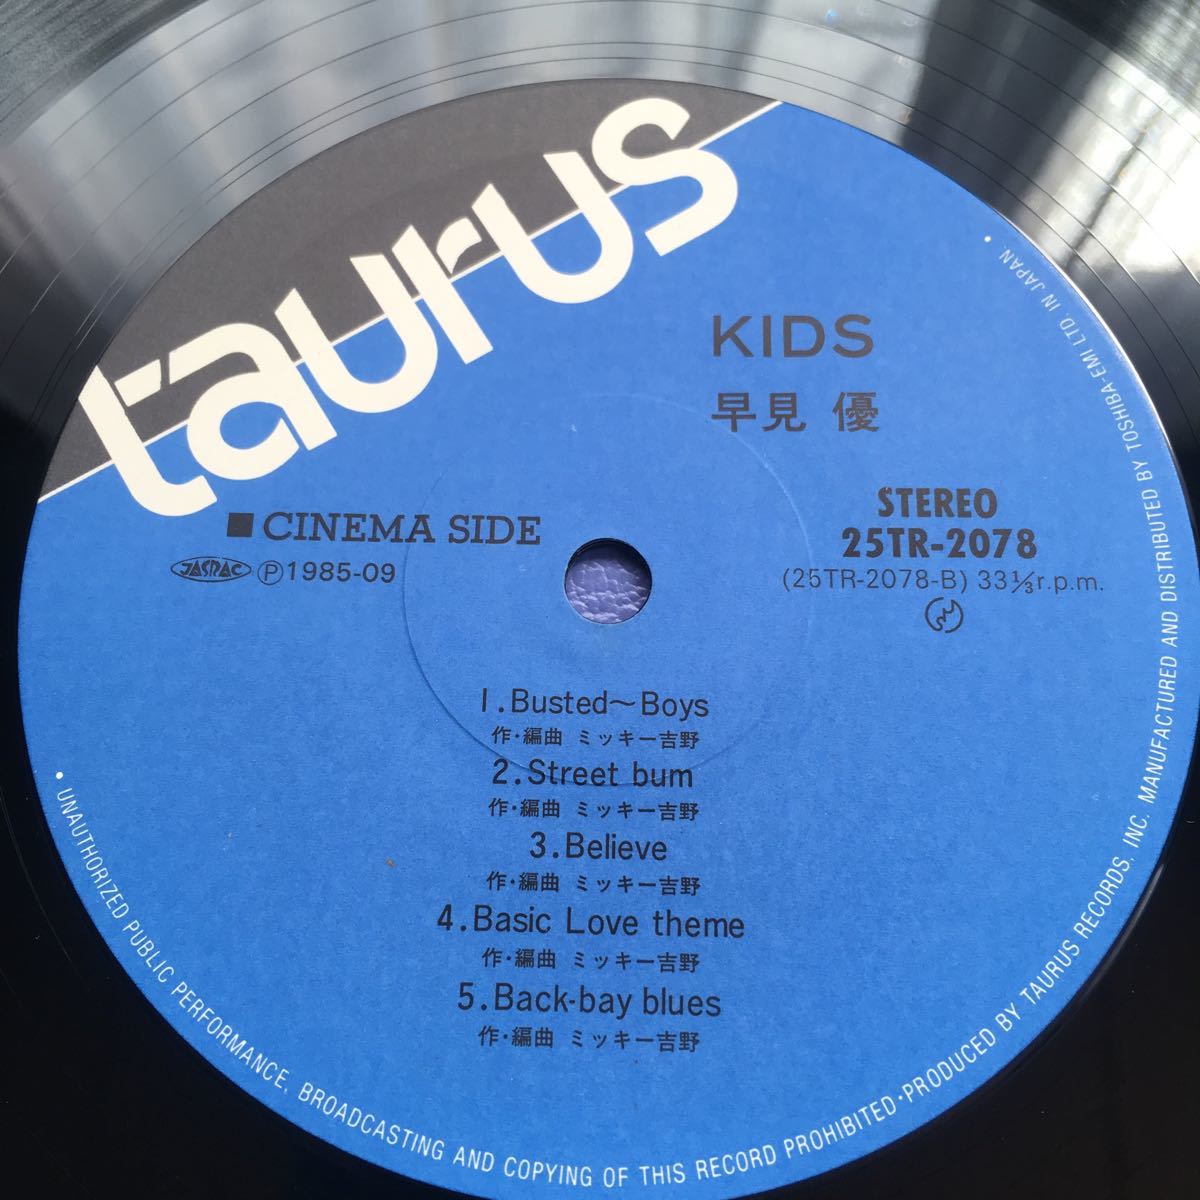 taurus
KIDS
早見 優
■ CINEMA SIDE
JASRAC Ⓟ1985-09
STEREO
25TR-2078
(25TR-2078-B) 33⅓r.p.m.
1.Busted〜Boys
作・編曲 ミッキー吉野
2.Street bum
作・編曲 ミッキー吉野
3.Believe
作・編曲 ミッキー吉野
4.Basic Love theme
作・編曲 ミッキー吉野
5.Back-bay blues
作・編曲 ミッキー吉野
• UNAUTHORIZED PUBLIC PERFORMANCE, BROADCASTING AND COPYING OF THIS RECORD PROHIBITED・PRODUCED BY TAURUS RECORDS, INC. MANUFACTURED AND DISTRIBUTED BY TOSHIBA-EMI LTD. IN JAPAN •